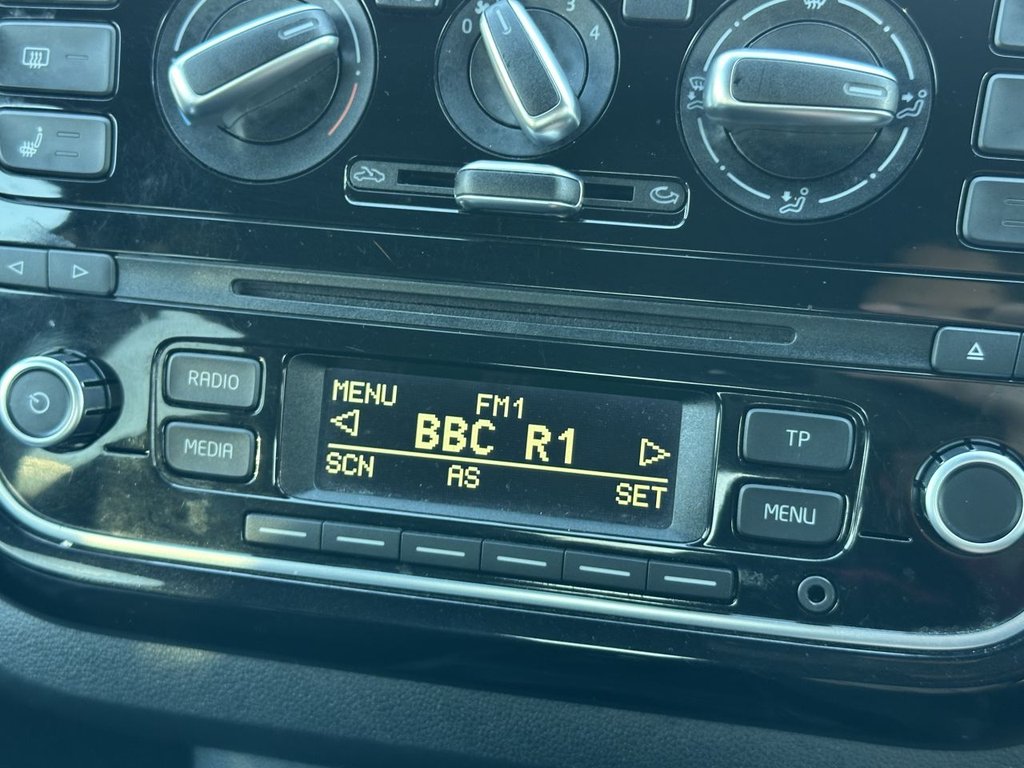 0 3 4
RADIO
MEDIA
MENU
FM1
BBC R1
SCN AS SET
TP
MENU